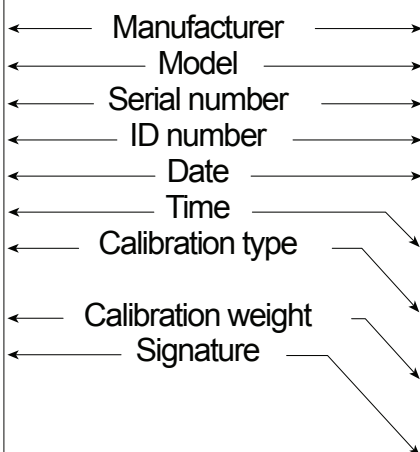 Manufacturer
Model
Serial number
ID number
Date
Time
Calibration type
Calibration weight
Signature